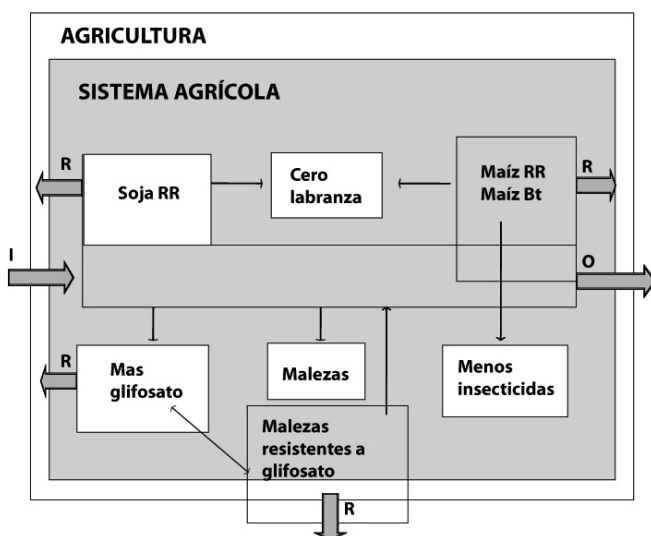 AGRICULTURA
SISTEMA AGRÍCOLA
R
Soja RR
Cero
labranza
Maíz RR
Maíz Bt
R
I
O
R
Mas
glifosato
Malezas
Menos
insecticidas
Malezas
resistentes a
glifosato
R